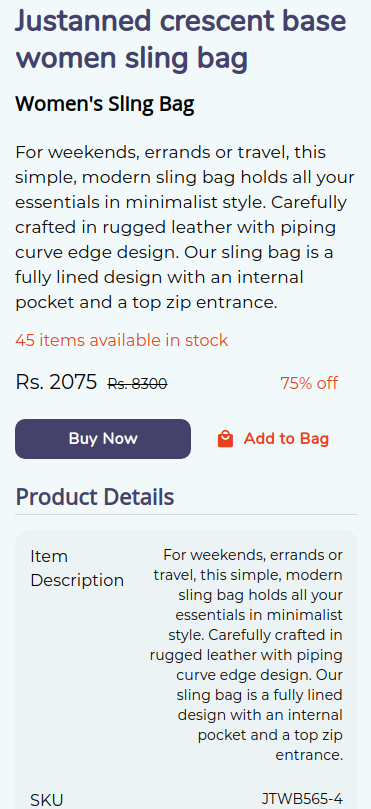 Justanned crescent base
women sling bag
Women's Sling Bag
For weekends, errands or travel, this
simple, modern sling bag holds all your
essentials in minimalist style. Carefully
crafted in rugged leather with piping
curve edge design. Our sling bag is a
fully lined design with an internal
pocket and a top zip entrance.
45 items available in stock
Rs. 2075 Rs. 8300 75% off
Buy Now Add to Bag
Product Details
Item
Description
For weekends, errands or
travel, this simple, modern
sling bag holds all your
essentials in minimalist
style. Carefully crafted in
rugged leather with piping
curve edge design. Our
sling bag is a fully lined
design with an internal
pocket and a top zip
entrance.
SKU JTWB565-4